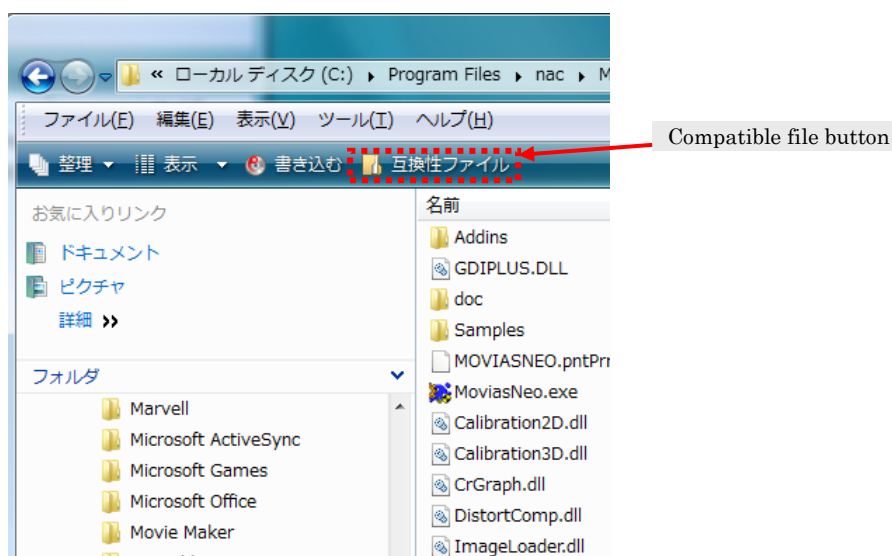 « ローカル ディスク (C:) ▸ Program Files ▸ nac ▸ M
ファイル(F) 編集(E) 表示(V) ツール(T) ヘルプ(H)
Compatible file button
整理 ▼ 表示 ▼ 書き込む 互換性ファイル
お気に入りリンク
ドキュメント
ピクチャ
詳細 »
フォルダ
Marvell
Microsoft ActiveSync
Microsoft Games
Microsoft Office
Movie Maker
名前
Addins
GDIPLUS.DLL
doc
Samples
MOVIASNEO.pntPrr
MoviasNeo.exe
Calibration2D.dll
Calibration3D.dll
CrGraph.dll
DistortComp.dll
ImageLoader.dll